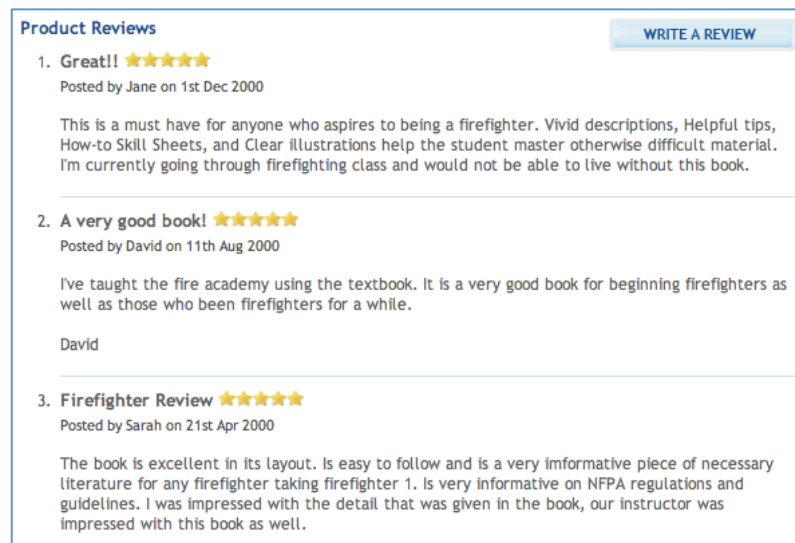 Product Reviews
WRITE A REVIEW
1. Great!!
Posted by Jane on 1st Dec 2000
This is a must have for anyone who aspires to being a firefighter. Vivid descriptions, Helpful tips,
How-to Skill Sheets, and Clear illustrations help the student master otherwise difficult material.
I'm currently going through firefighting class and would not be able to live without this book.
2. A very good book!
Posted by David on 11th Aug 2000
I've taught the fire academy using the textbook. It is a very good book for beginning firefighters as
well as those who been firefighters for a while.
David
3. Firefighter Review
Posted by Sarah on 21st Apr 2000
The book is excellent in its layout. Is easy to follow and is a very imformative piece of necessary
literature for any firefighter taking firefighter 1. Is very informative on NFPA regulations and
guidelines. I was impressed with the detail that was given in the book, our instructor was
impressed with this book as well.